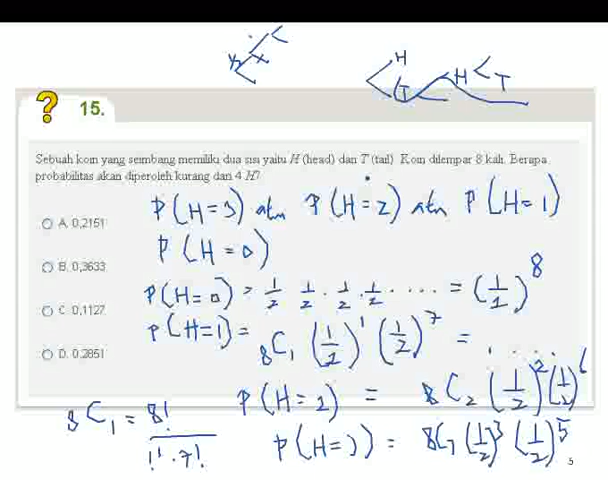 H
T H T
15.
Sebuah koin yang seimbang memiliki dua sisi yaitu H (head) dan T (tail). Koin dilempar 8 kali. Berapa
probabilitas akan diperoleh kurang dari 4 H?
P(H=3) atau P(H=2) atau P(H=1)
A. 0,2151
P(H=0)
B. 0,3633
P(H=0) = 1/2 1/2 . 1/2 . 1/2 . .... = (1/2)^8
C. 0,1127
P(H=1) = 8C1 (1/2)^1 (1/2)^7 = .....
D. 0,2851
P(H=2) = 8C2 (1/2)^2 (1/2)^6
8C1 = 8! / 1! . 7!
P(H=3) = 8C3 (1/2)^3 (1/2)^5
5